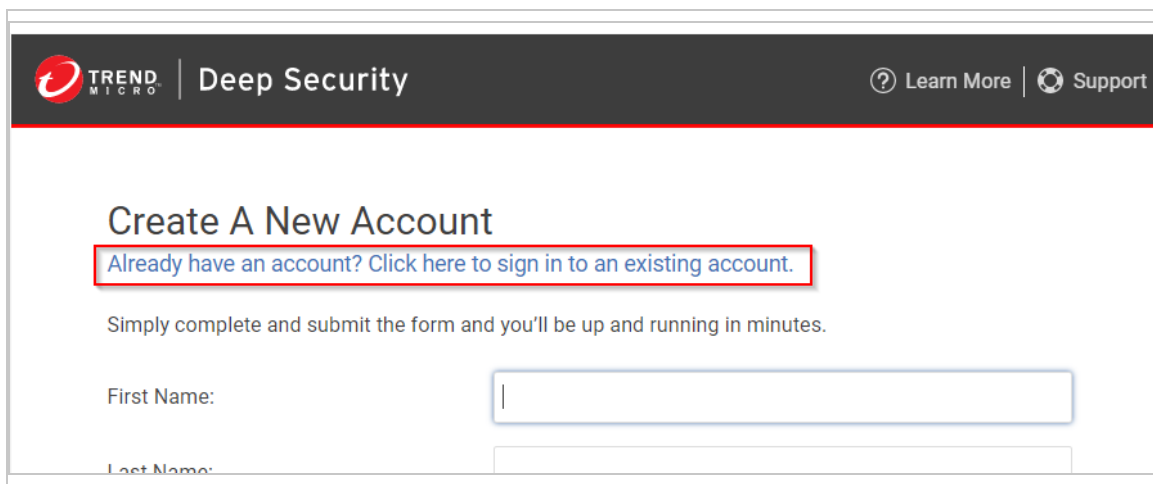 TREND MICRO | Deep Security
Learn More | Support
Create A New Account
Already have an account? Click here to sign in to an existing account.
Simply complete and submit the form and you'll be up and running in minutes.
First Name:
Last Name: